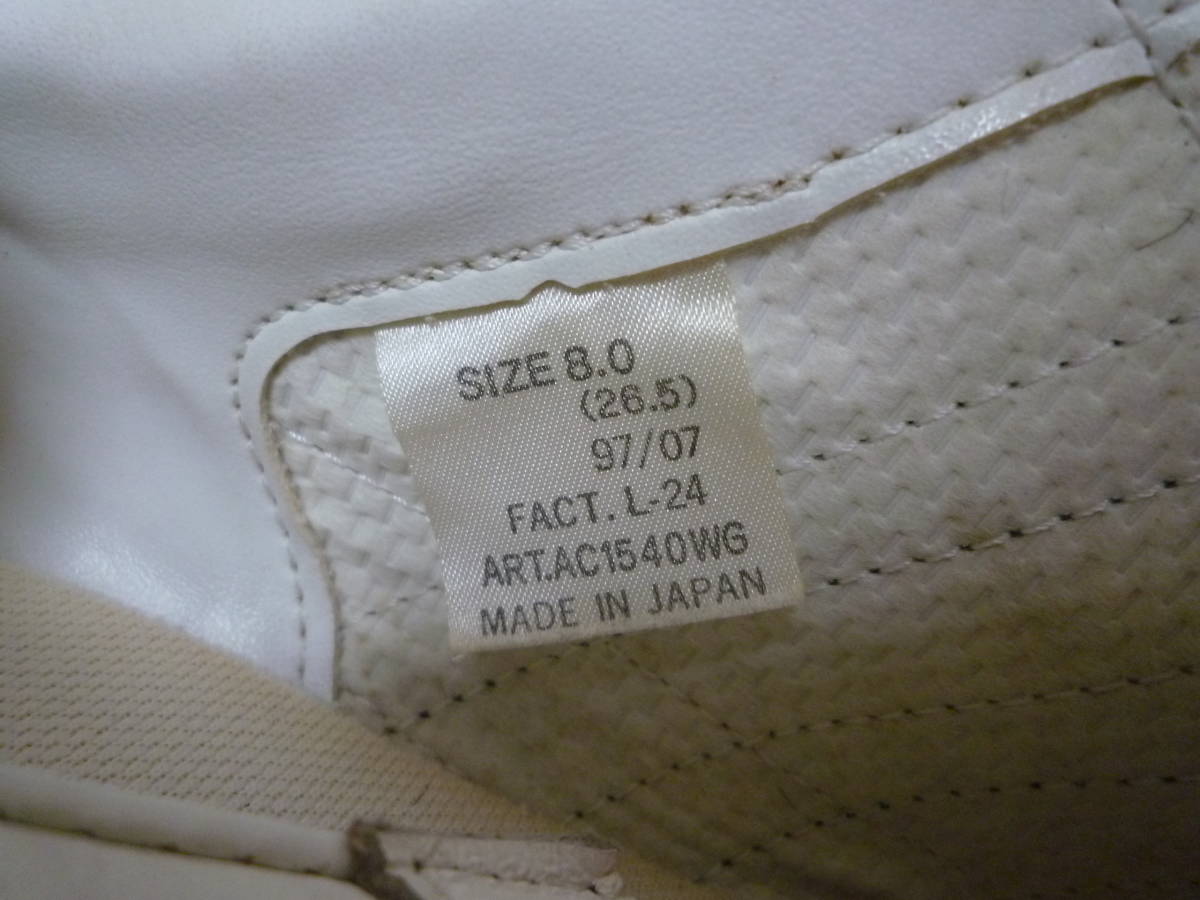 SIZE 8.0
(26.5)
97/07
FACT. L-24
ART.AC1540WG
MADE IN JAPAN